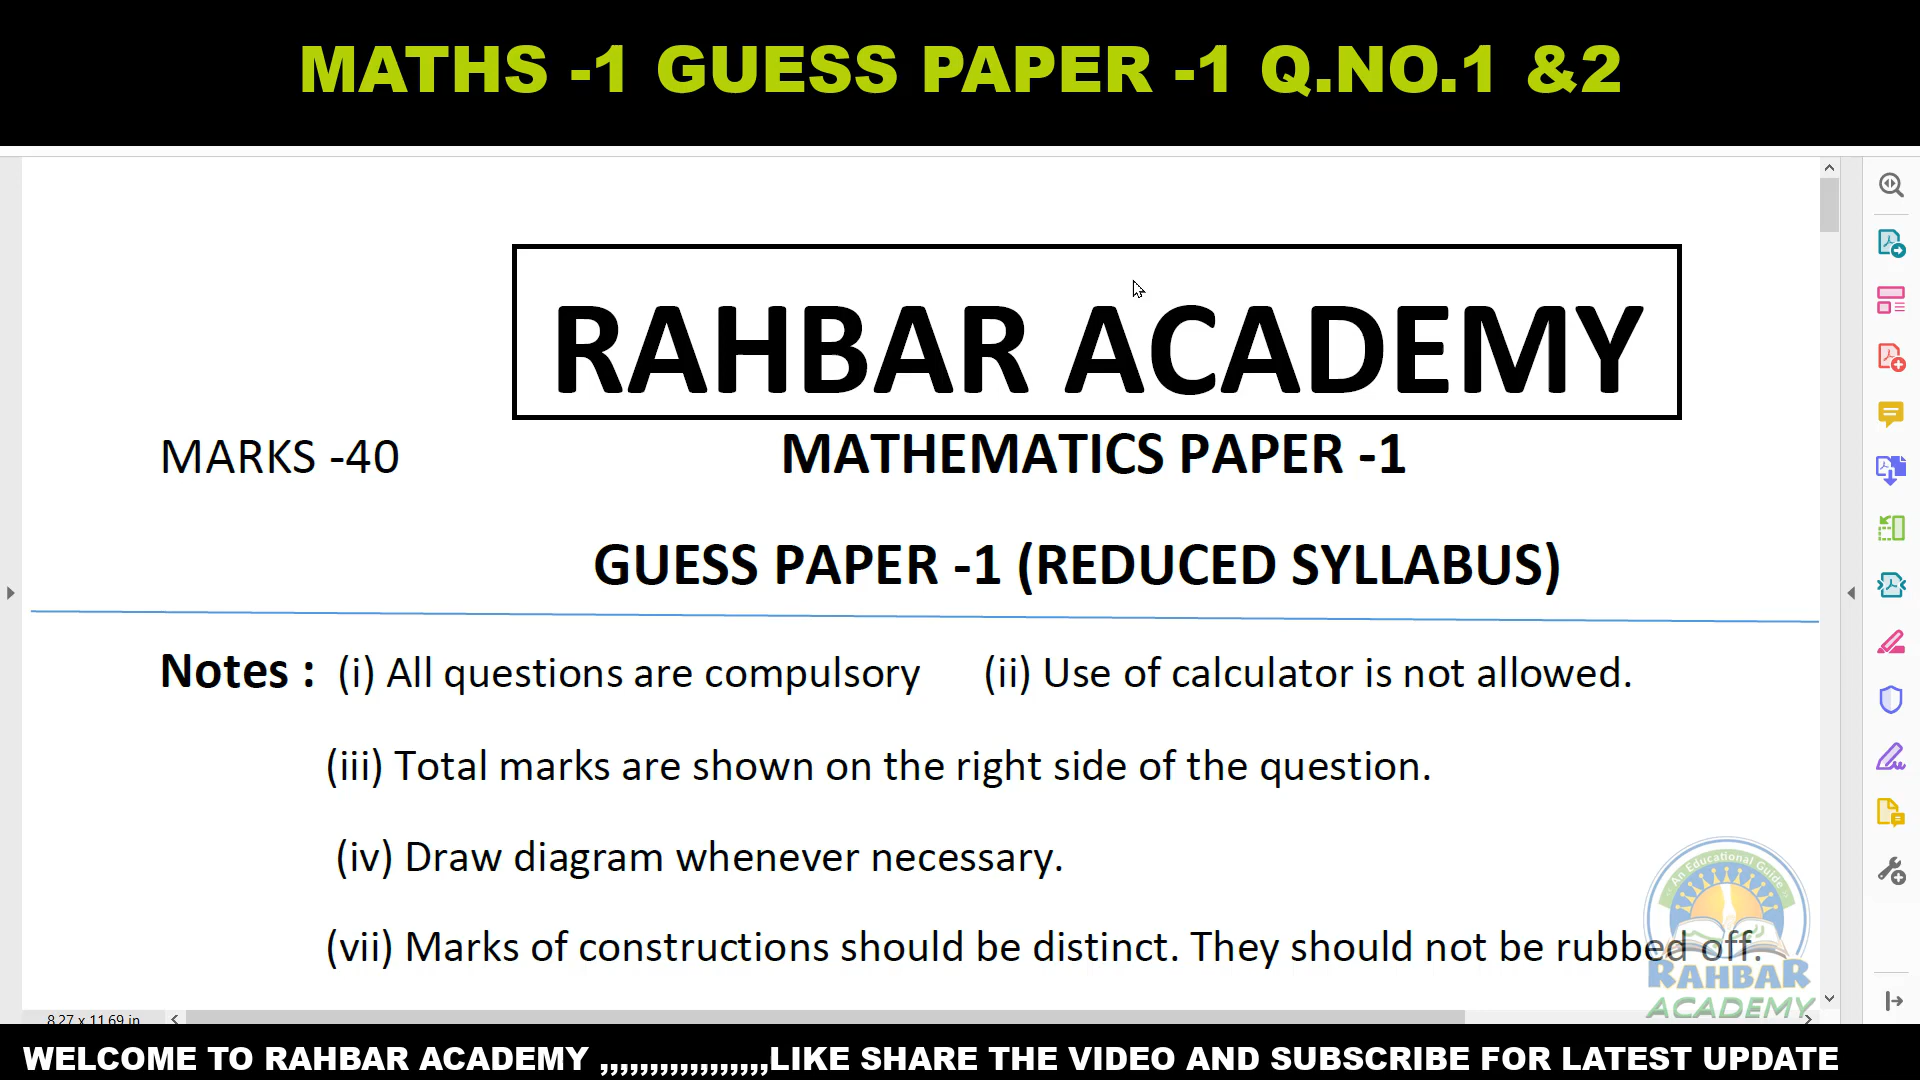 MATHS -1 GUESS PAPER -1 Q.NO.1 &2
RAHBAR ACADEMY
MARKS -40 MATHEMATICS PAPER -1
GUESS PAPER -1 (REDUCED SYLLABUS)
Notes : (i) All questions are compulsory (ii) Use of calculator is not allowed.
(iii) Total marks are shown on the right side of the question.
(iv) Draw diagram whenever necessary.
(vii) Marks of constructions should be distinct. They should not be rubbed off.
An Educational Guide
RAHBAR
ACADEMY
8.27 x 11.69 in
WELCOME TO RAHBAR ACADEMY ,,,,,,,,,,,,,,,,,LIKE SHARE THE VIDEO AND SUBSCRIBE FOR LATEST UPDATE